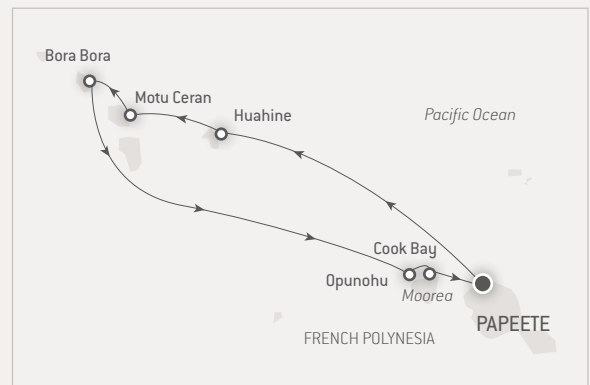 Bora Bora
Motu Ceran
Huahine
Pacific Ocean
Cook Bay
Opunohu
Moorea
PAPEETE
FRENCH POLYNESIA